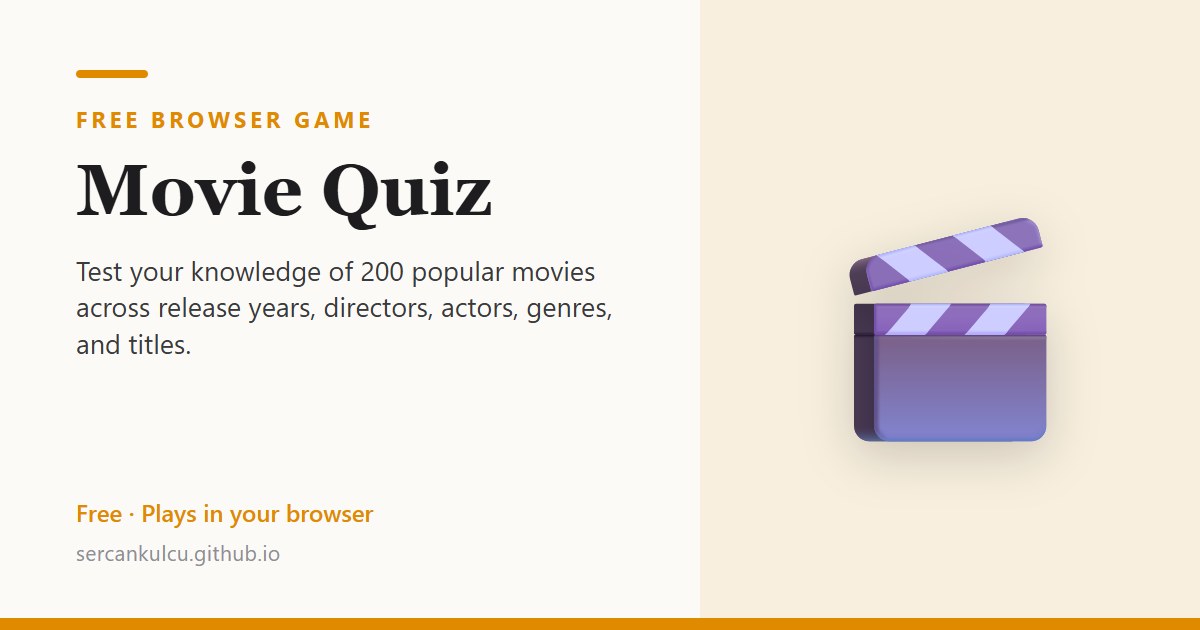 FREE BROWSER GAME
Movie Quiz
Test your knowledge of 200 popular movies
across release years, directors, actors, genres,
and titles.
Free · Plays in your browser
sercankulcu.github.io